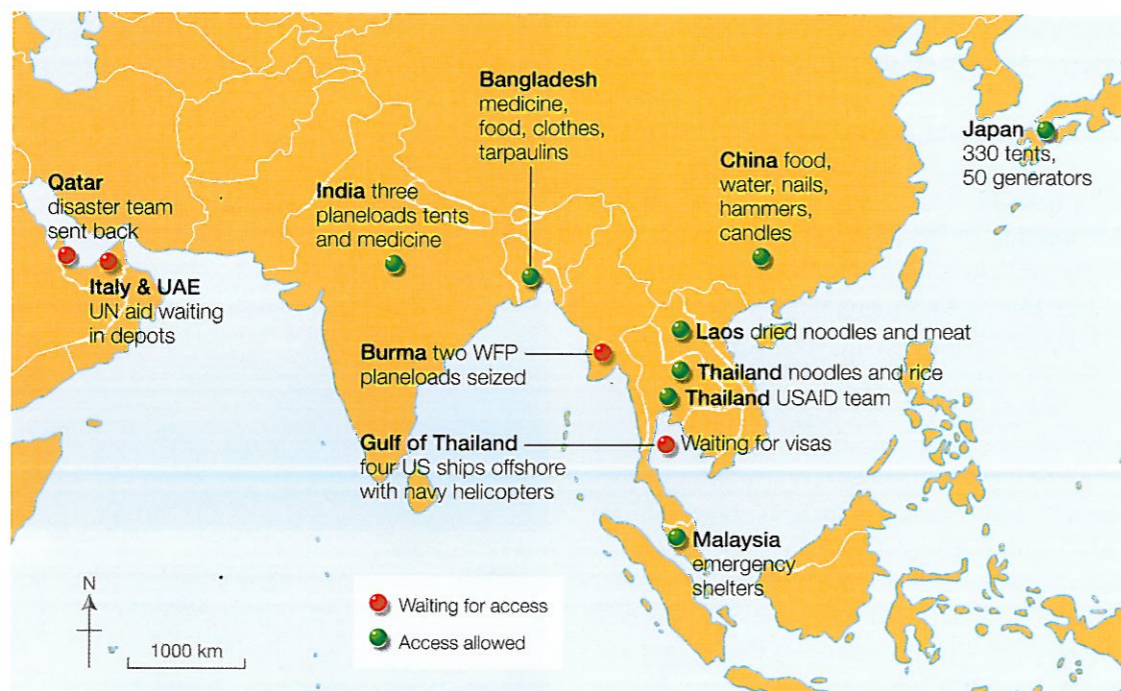 Bangladesh
medicine,
food, clothes,
tarpaulins
Japan
330 tents,
50 generators
China food,
water, nails,
hammers,
candles
Qatar
disaster team
sent back
India three
planeloads tents
and medicine
Italy & UAE
UN aid waiting
in depots
Laos dried noodles and meat
Burma two WFP
planeloads seized
Thailand noodles and rice
Thailand USAID team
Gulf of Thailand
four US ships offshore
with navy helicopters
Waiting for visas
Malaysia
emergency
shelters
N
1000 km
Waiting for access
Access allowed